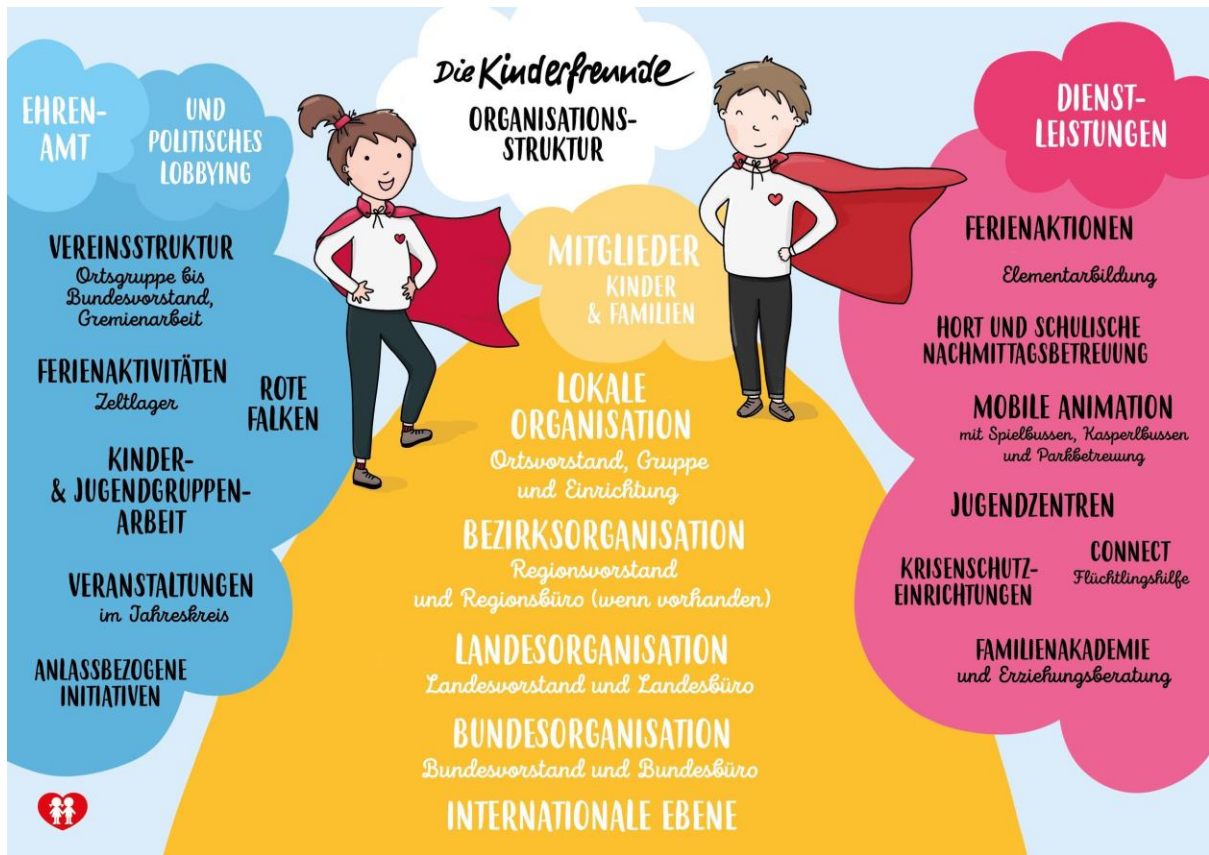 Die Kinderfreunde
ORGANISATIONS-
STRUKTUR
EHREN-
AMT
UND
POLITISCHES
LOBBYING
VEREINSSTRUKTUR
Ortsgruppe bis
Bundesvorstand,
Gremienarbeit
FERIENAKTIVITÄTEN
Zeltlager
ROTE
FALKEN
KINDER-
& JUGENDGRUPPEN-
ARBEIT
VERANSTALTUNGEN
im Jahreskreis
ANLASSBEZOGENE
INITIATIVEN
MITGLIEDER
KINDER
& FAMILIEN
LOKALE
ORGANISATION
Ortsvorstand, Gruppe
und Einrichtung
BEZIRKSORGANISATION
Regionsvorstand
und Regionsbüro (wenn vorhanden)
LANDESORGANISATION
Landesvorstand und Landesbüro
BUNDESORGANISATION
Bundesvorstand und Bundesbüro
INTERNATIONALE EBENE
DIENST-
LEISTUNGEN
FERIENAKTIONEN
Elementarbildung
HORT UND SCHULISCHE
NACHMITTAGSBETREUUNG
MOBILE ANIMATION
mit Spielbussen, Kasperlbussen
und Parkbetreuung
JUGENDZENTREN
KRISENSCHUTZ-
EINRICHTUNGEN
CONNECT
Flüchtlingshilfe
FAMILIENAKADEMIE
und Erziehungsberatung